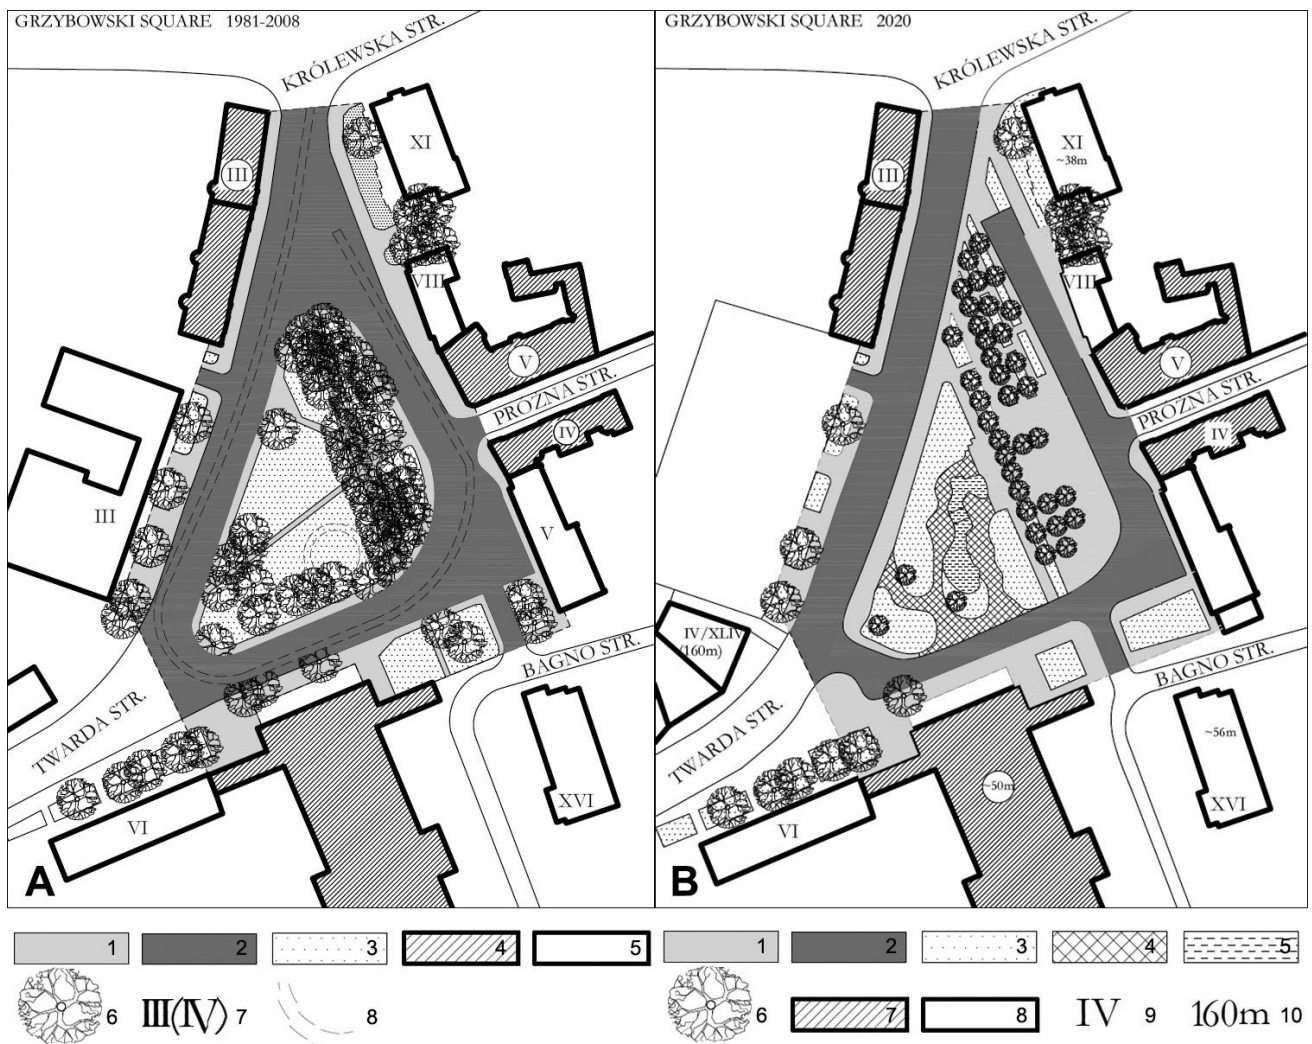 GRZYBOWSKI SQUARE 1981-2008
KRÓLEWSKA STR.
XI
III
VIII
V
PRÓZNA STR.
IV
III
V
BAGNO STR.
TWARDA STR.
VI
XVI
A
GRZYBOWSKI SQUARE 2020
KRÓLEWSKA STR.
XI
~38m
III
VIII
V
PRÓZNA STR.
IV
IV/XLIV
(160m)
BAGNO STR.
TWARDA STR.
~56m
~50m
VI
XVI
B
1 2 3 4 5
6 III(IV) 7 8
1 2 3 4 5
6 7 8 IV 9 160m 10